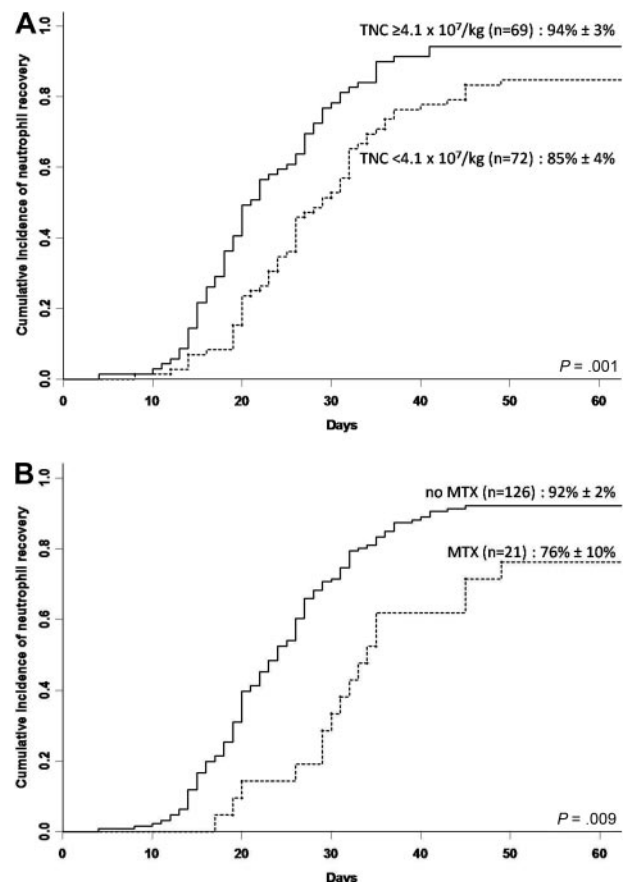 A
TNC ≥4.1 x 10⁷/kg (n=69) : 94% ± 3%
TNC <4.1 x 10⁷/kg (n=72) : 85% ± 4%
Cumulative incidence of neutrophil recovery
1.0
0.8
0.6
0.4
0.2
0.0
P = .001
0 10 20 30 40 50 60
Days
B
no MTX (n=126) : 92% ± 2%
MTX (n=21) : 76% ± 10%
Cumulative incidence of neutrophil recovery
1.0
0.8
0.6
0.4
0.2
0.0
P = .009
0 10 20 30 40 50 60
Days